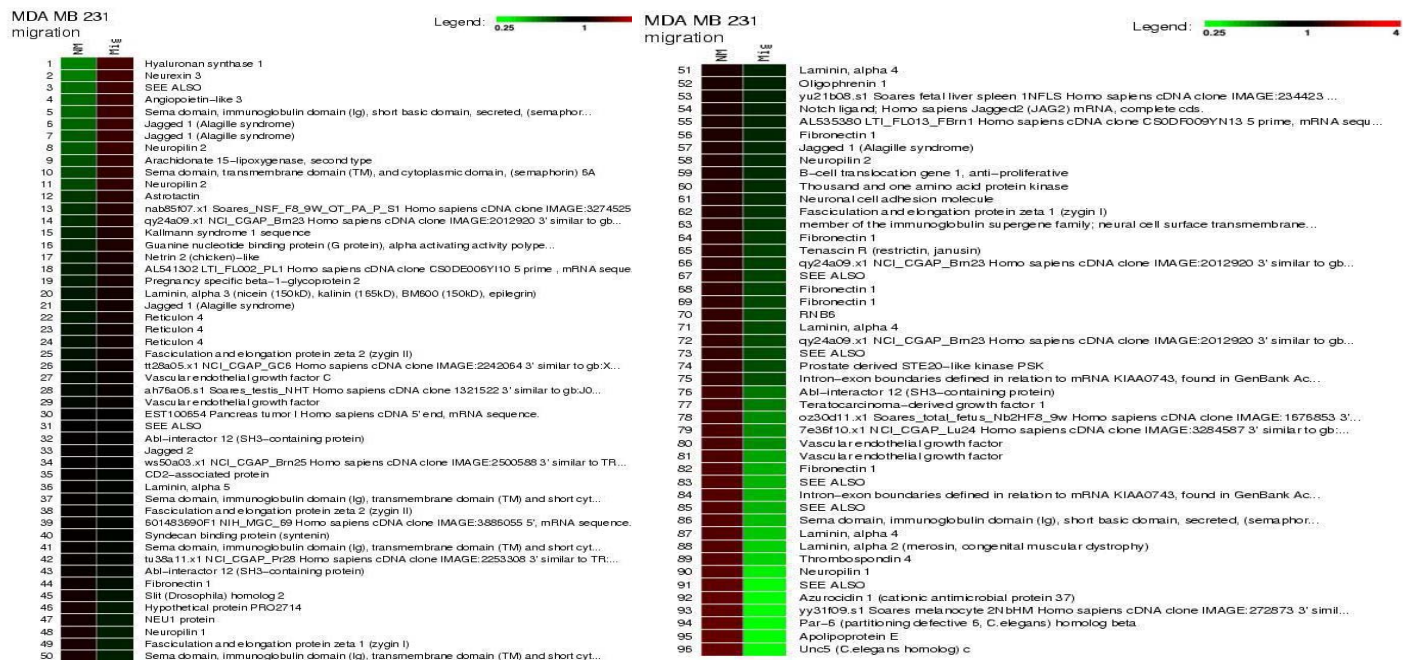 MDA MB 231
migration
Legend:
0.25 1
NM Mig
1 Hyaluronan synthase 1
2 Neurexin 3
3 SEE ALSO
4 Angiopoietin-like 3
5 Sema domain, immunoglobulin domain (Ig), short basic domain, secreted, (semaphor...
6 Jagged 1 (Alagille syndrome)
7 Jagged 1 (Alagille syndrome)
8 Neuropilin 2
9 Arachidonate 15-lipoxygenase, second type
10 Sema domain, transmembrane domain (TM), and cytoplasmic domain, (semaphorin) 6A
11 Neuropilin 2
12 Astrotactin
13 nab85f07.x1 Soares_NSF_F8_9W_OT_PA_P_S1 Homo sapiens cDNA clone IMAGE:3274525
14 qy24a09.x1 NCI_CGAP_Brn23 Homo sapiens cDNA clone IMAGE:2012920 3' similar to gb...
15 Kallmann syndrome 1 sequence
16 Guanine nucleotide binding protein (G protein), alpha activating activity polype...
17 Netrin 2 (chicken)-like
18 AL541302 LTI_FL002_PL1 Homo sapiens cDNA clone CS0DE006YI10 5 prime , mRNA seque
19 Pregnancy specific beta-1-glycoprotein 2
20 Laminin, alpha 3 (nicein (150kD), kalinin (165kD), BM600 (150kD), epilegrin)
21 Jagged 1 (Alagille syndrome)
22 Reticulon 4
23 Reticulon 4
24 Reticulon 4
25 Fasciculation and elongation protein zeta 2 (zygin II)
26 tt28a05.x1 NCI_CGAP_GC6 Homo sapiens cDNA clone IMAGE:2242064 3' similar to gb:X...
27 Vascular endothelial growth factor C
28 ah76a06.s1 Soares_testis_NHT Homo sapiens cDNA clone 1321522 3' similar to gb:J0...
29 Vascular endothelial growth factor
30 EST100654 Pancreas tumor I Homo sapiens cDNA 5' end, mRNA sequence.
31 SEE ALSO
32 Abl-interactor 12 (SH3-containing protein)
33 Jagged 2
34 ws50a03.x1 NCI_CGAP_Brn25 Homo sapiens cDNA clone IMAGE:2500588 3' similar to TR...
35 CD2-associated protein
36 Laminin, alpha 5
37 Sema domain, immunoglobulin domain (Ig), transmembrane domain (TM) and short cyt...
38 Fasciculation and elongation protein zeta 2 (zygin II)
39 601483690F1 NIH_MGC_69 Homo sapiens cDNA clone IMAGE:3886055 5', mRNA sequence.
40 Syndecan binding protein (syntenin)
41 Sema domain, immunoglobulin domain (Ig), transmembrane domain (TM) and short cyt...
42 tu38a11.x1 NCI_CGAP_Pr28 Homo sapiens cDNA clone IMAGE:2253308 3' similar to TR:...
43 Abl-interactor 12 (SH3-containing protein)
44 Fibronectin 1
45 Slit (Drosophila) homolog 2
46 Hypothetical protein PRO2714
47 NEU1 protein
48 Neuropilin 1
49 Fasciculation and elongation protein zeta 1 (zygin I)
50 Sema domain, immunoglobulin domain (Ig), transmembrane domain (TM) and short cyt...
MDA MB 231
migration
Legend:
0.25 1 4
NM Mig
51 Laminin, alpha 4
52 Oligophrenin 1
53 yu21b08.s1 Soares fetal liver spleen 1NFLS Homo sapiens cDNA clone IMAGE:234423 ...
54 Notch ligand; Homo sapiens Jagged2 (JAG2) mRNA, complete cds.
55 AL535380 LTI_FL013_FBrn1 Homo sapiens cDNA clone CS0DF009YN13 5 prime, mRNA sequ...
56 Fibronectin 1
57 Jagged 1 (Alagille syndrome)
58 Neuropilin 2
59 B-cell translocation gene 1, anti-proliferative
60 Thousand and one amino acid protein kinase
61 Neuronal cell adhesion molecule
62 Fasciculation and elongation protein zeta 1 (zygin I)
63 member of the immunoglobulin supergene family; neural cell surface transmembrane...
64 Fibronectin 1
65 Tenascin R (restrictin, janusin)
66 qy24a09.x1 NCI_CGAP_Brn23 Homo sapiens cDNA clone IMAGE:2012920 3' similar to gb...
67 SEE ALSO
68 Fibronectin 1
69 Fibronectin 1
70 RNB6
71 Laminin, alpha 4
72 qy24a09.x1 NCI_CGAP_Brn23 Homo sapiens cDNA clone IMAGE:2012920 3' similar to gb...
73 SEE ALSO
74 Prostate derived STE20-like kinase PSK
75 Intron-exon boundaries defined in relation to mRNA KIAA0743, found in GenBank Ac...
76 Abl-interactor 12 (SH3-containing protein)
77 Teratocarcinoma-derived growth factor 1
78 oz30d11.x1 Soares_total_fetus_Nb2HF8_9w Homo sapiens cDNA clone IMAGE:1676853 3'...
79 7e36f10.x1 NCI_CGAP_Lu24 Homo sapiens cDNA clone IMAGE:3284587 3' similar to gb:...
80 Vascular endothelial growth factor
81 Vascular endothelial growth factor
82 Fibronectin 1
83 SEE ALSO
84 Intron-exon boundaries defined in relation to mRNA KIAA0743, found in GenBank Ac...
85 SEE ALSO
86 Sema domain, immunoglobulin domain (Ig), short basic domain, secreted, (semaphor...
87 Laminin, alpha 4
88 Laminin, alpha 2 (merosin, congenital muscular dystrophy)
89 Thrombospondin 4
90 Neuropilin 1
91 SEE ALSO
92 Azurocidin 1 (cationic antimicrobial protein 37)
93 yy31f09.s1 Soares melanocyte 2NbHM Homo sapiens cDNA clone IMAGE:272873 3' simil...
94 Par-6 (partitioning defective 6, C.elegans) homolog beta
95 Apolipoprotein E
96 Unc5 (C.elegans homolog) c